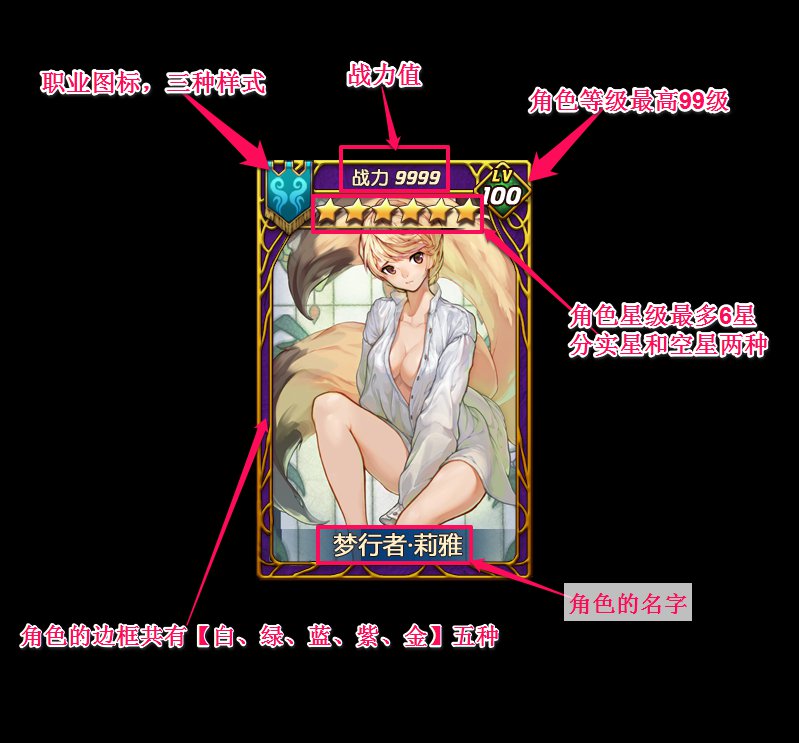 职业图标，三种样式
战力值
角色等级最高99级
战力 9999
LV
100
角色星级最多6星
分实星和空星两种
梦行者·莉雅
角色的名字
角色的边框共有【白、绿、蓝、紫、金】五种